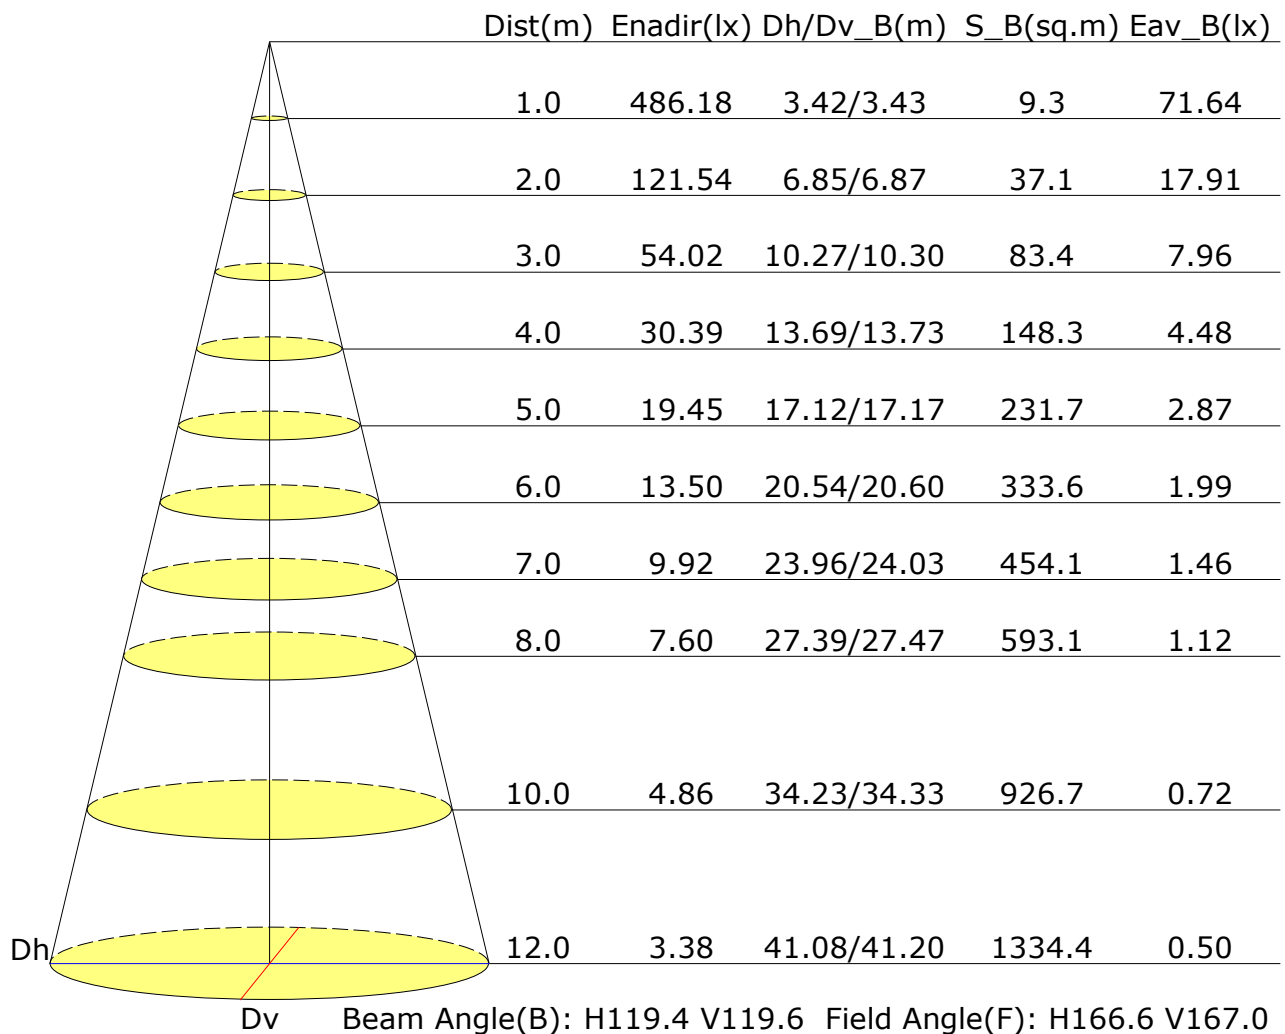 Dist(m) Enadir(lx) Dh/Dv_B(m) S_B(sq.m) Eav_B(lx)
1.0 486.18 3.42/3.43 9.3 71.64
2.0 121.54 6.85/6.87 37.1 17.91
3.0 54.02 10.27/10.30 83.4 7.96
4.0 30.39 13.69/13.73 148.3 4.48
5.0 19.45 17.12/17.17 231.7 2.87
6.0 13.50 20.54/20.60 333.6 1.99
7.0 9.92 23.96/24.03 454.1 1.46
8.0 7.60 27.39/27.47 593.1 1.12
10.0 4.86 34.23/34.33 926.7 0.72
Dh 12.0 3.38 41.08/41.20 1334.4 0.50
Dv Beam Angle(B): H119.4 V119.6 Field Angle(F): H166.6 V167.0